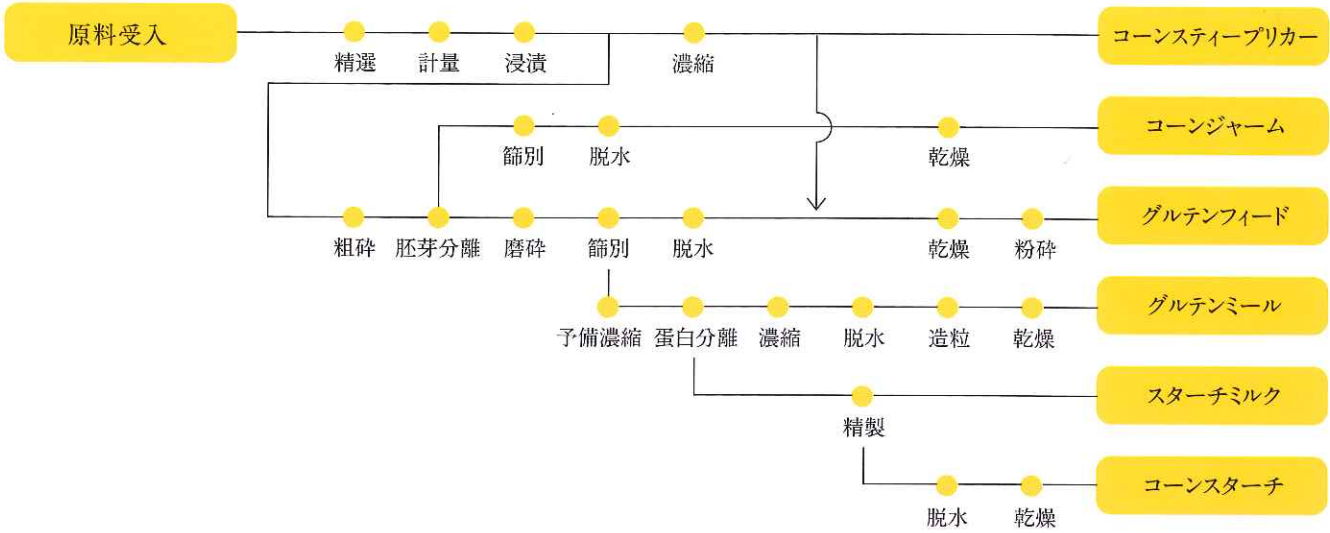 原料受入
精選
計量
浸漬
濃縮
コーンスティープリカー
篩別
脱水
乾燥
コーンジャーム
粗砕
胚芽分離
磨砕
篩別
脱水
乾燥
粉砕
グルテンフィード
予備濃縮
蛋白分離
濃縮
脱水
造粒
乾燥
グルテンミール
精製
スターチミルク
脱水
乾燥
コーンスターチ